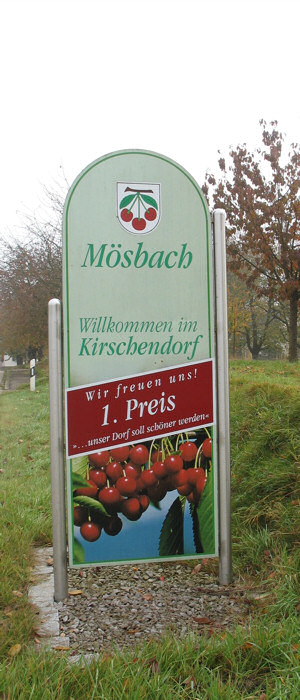 Mösbach
Willkommen im
Kirschendorf
Wir freuen uns!
1. Preis
»...unser Dorf soll schöner werden«